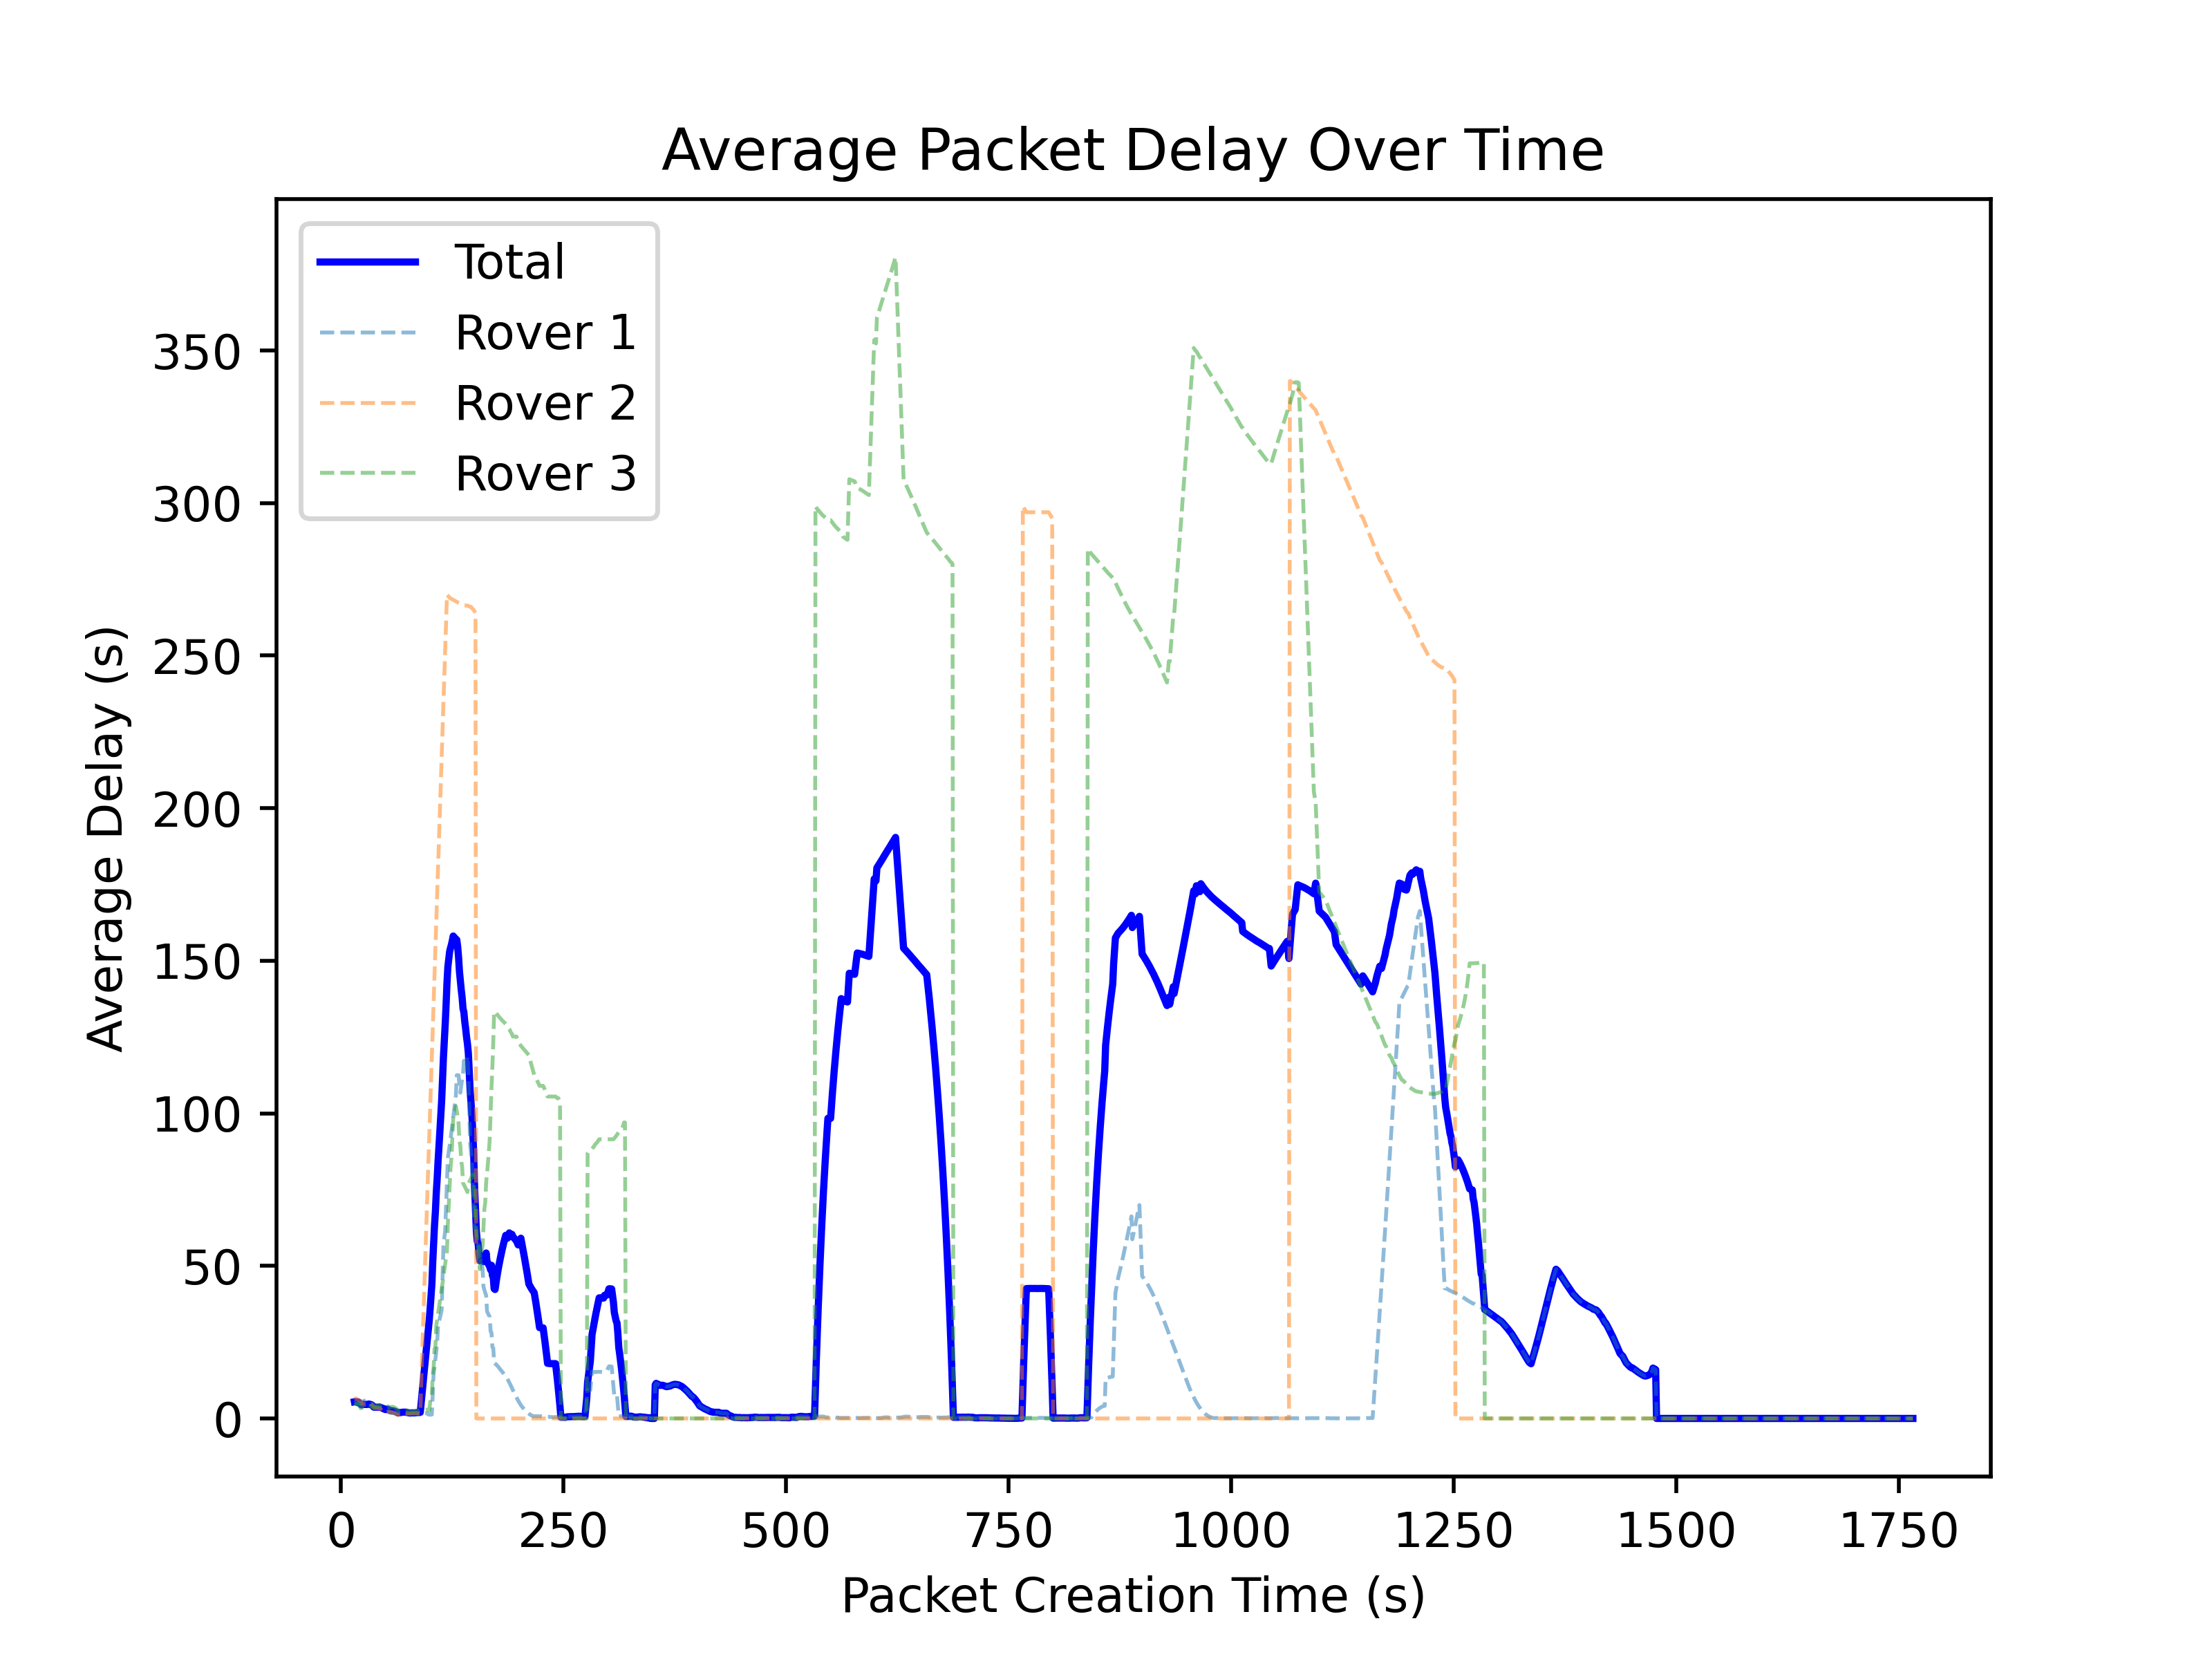 Average Packet Delay Over Time
Total
Rover 1
Rover 2
Rover 3
350
300
250
200
150
100
50
0
Average Delay (s)
0 250 500 750 1000 1250 1500 1750
Packet Creation Time (s)